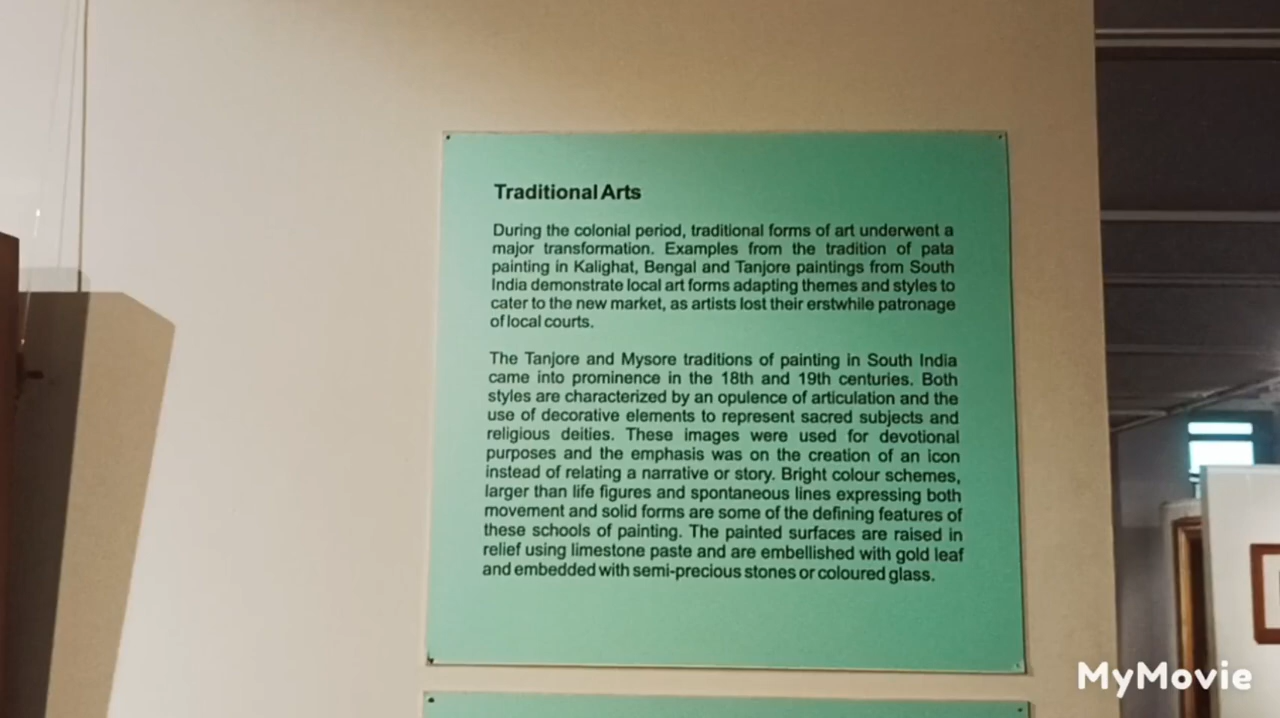 Traditional Arts
During the colonial period, traditional forms of art underwent a
major transformation. Examples from the tradition of pata
painting in Kalighat, Bengal and Tanjore paintings from South
India demonstrate local art forms adapting themes and styles to
cater to the new market, as artists lost their erstwhile patronage
of local courts.
The Tanjore and Mysore traditions of painting in South India
came into prominence in the 18th and 19th centuries. Both
styles are characterized by an opulence of articulation and the
use of decorative elements to represent sacred subjects and
religious deities. These images were used for devotional
purposes and the emphasis was on the creation of an icon
instead of relating a narrative or story. Bright colour schemes,
larger than life figures and spontaneous lines expressing both
movement and solid forms are some of the defining features of
these schools of painting. The painted surfaces are raised in
relief using limestone paste and are embellished with gold leaf
and embedded with semi-precious stones or coloured glass.
MyMovie